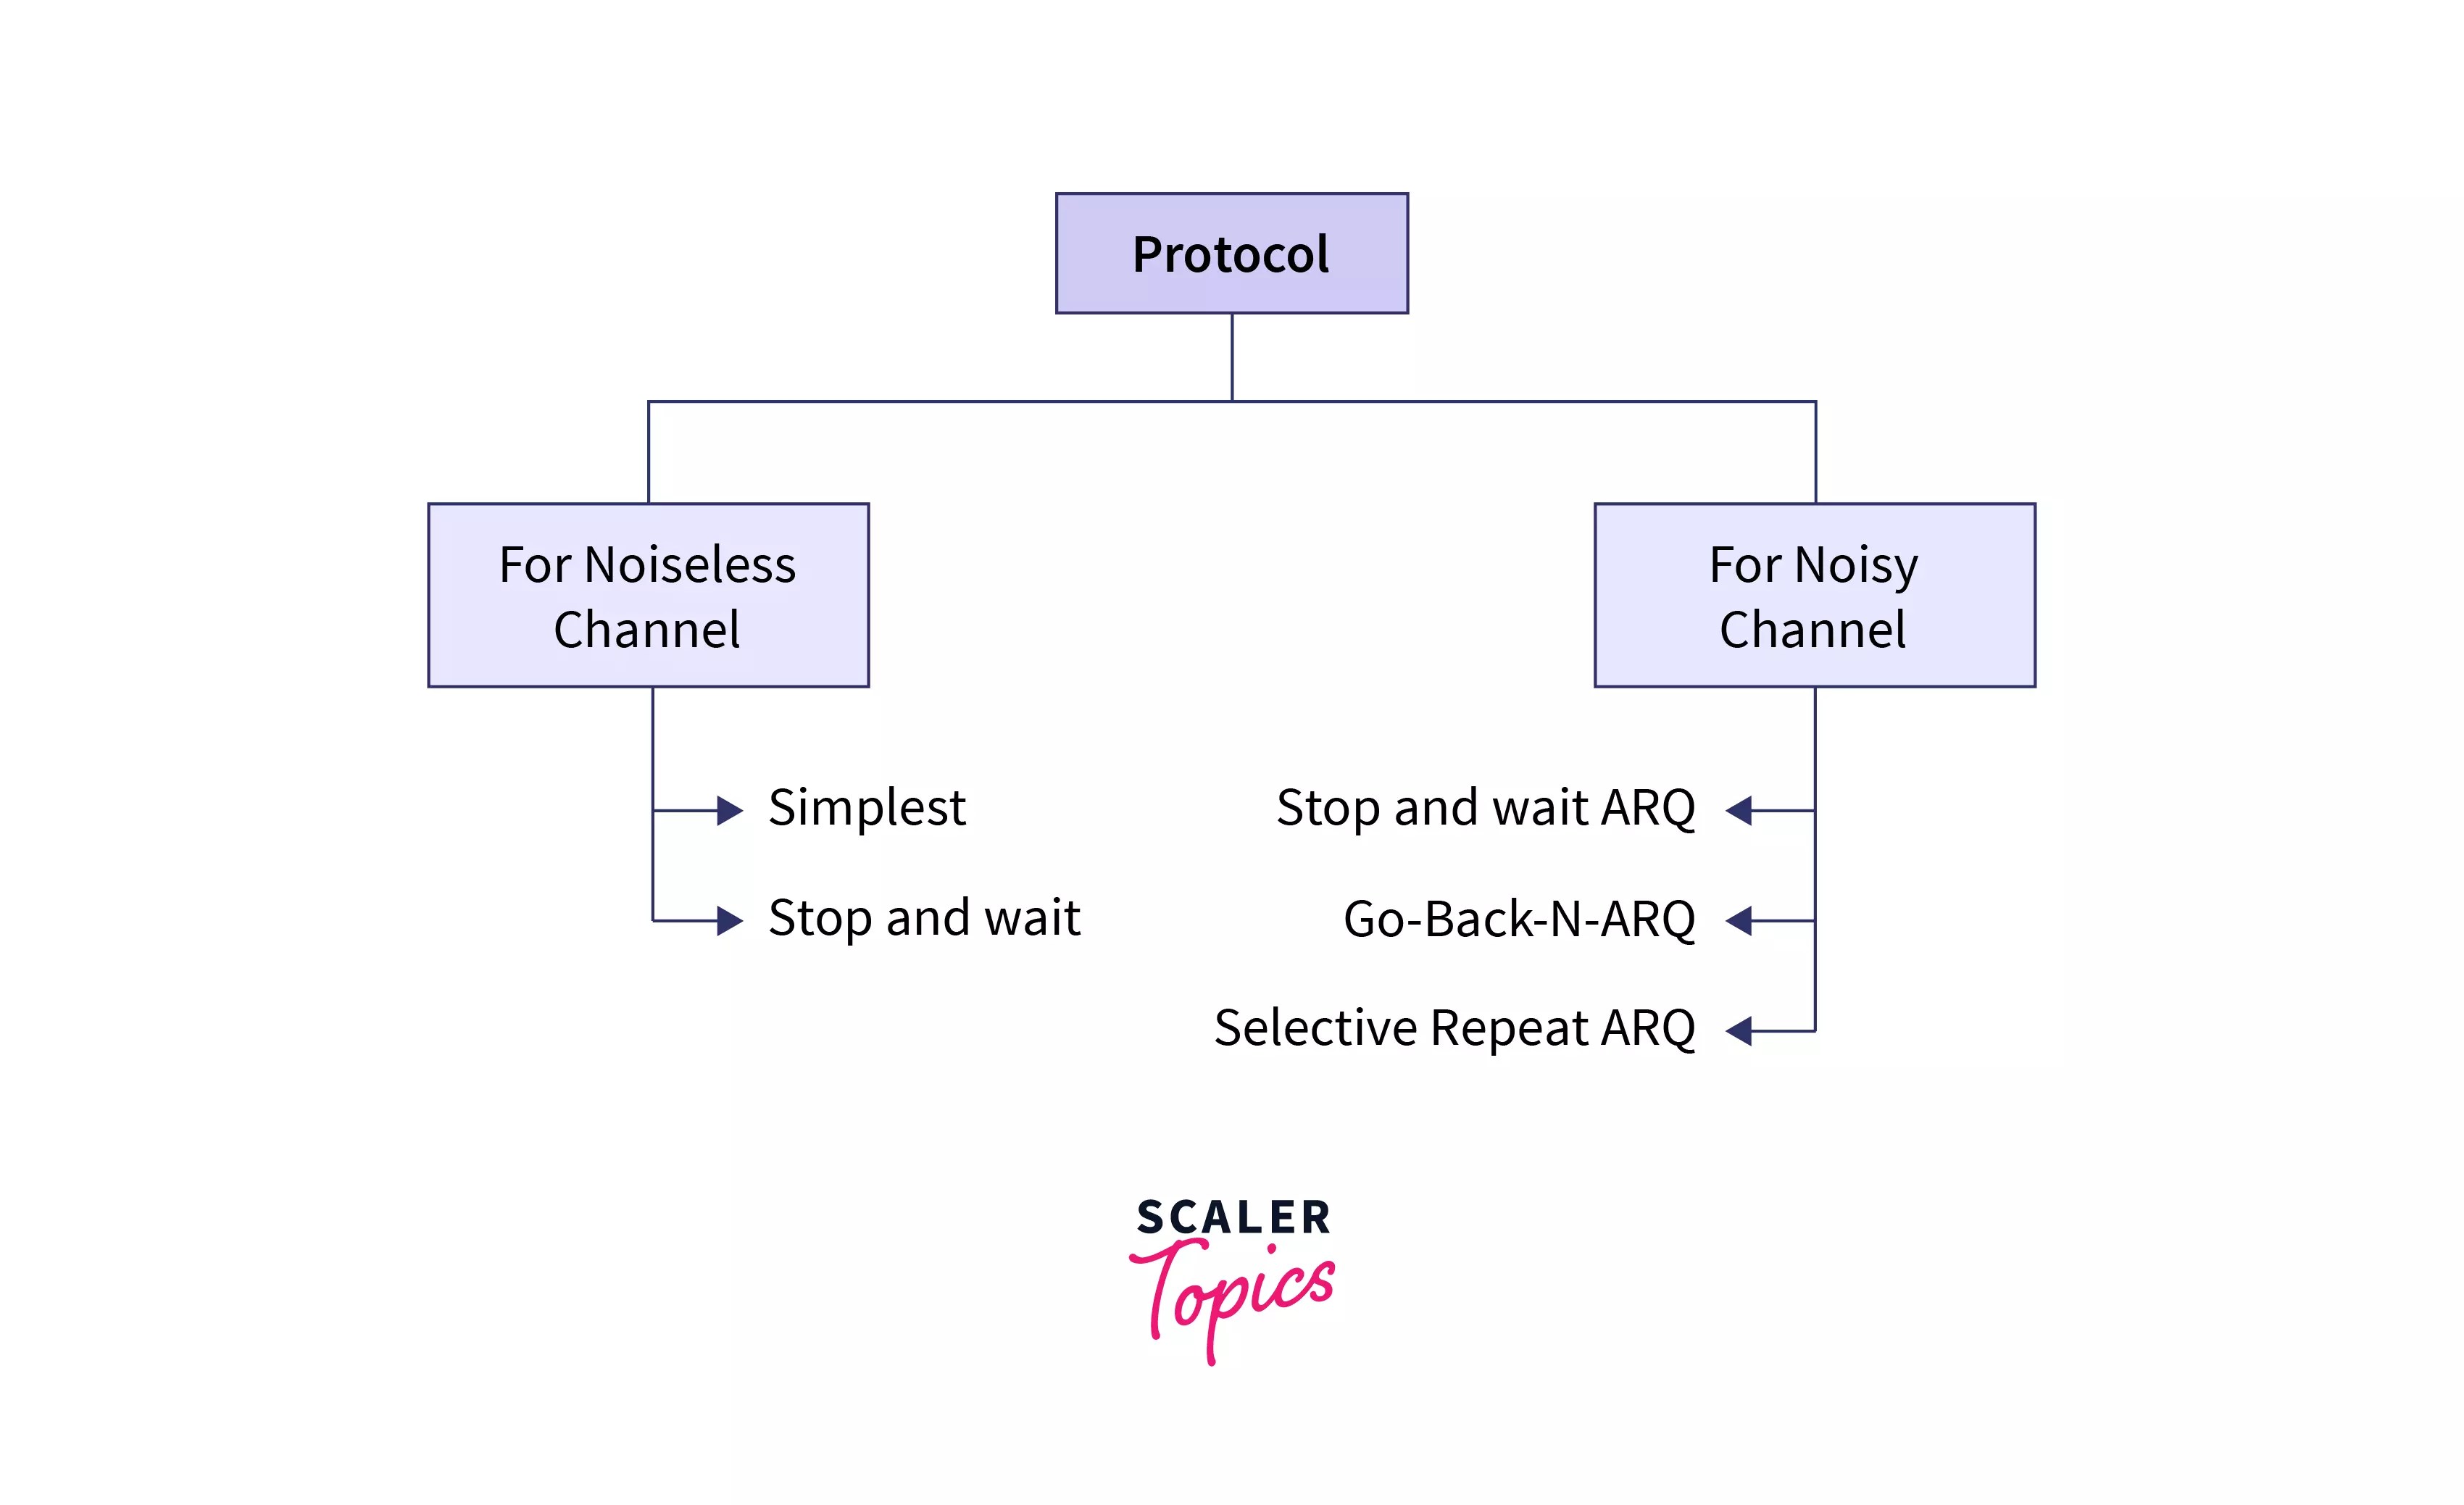 Protocol
For Noiseless
Channel
Simplest
Stop and wait
For Noisy
Channel
Stop and wait ARQ
Go-Back-N-ARQ
Selective Repeat ARQ
SCALER
Topics